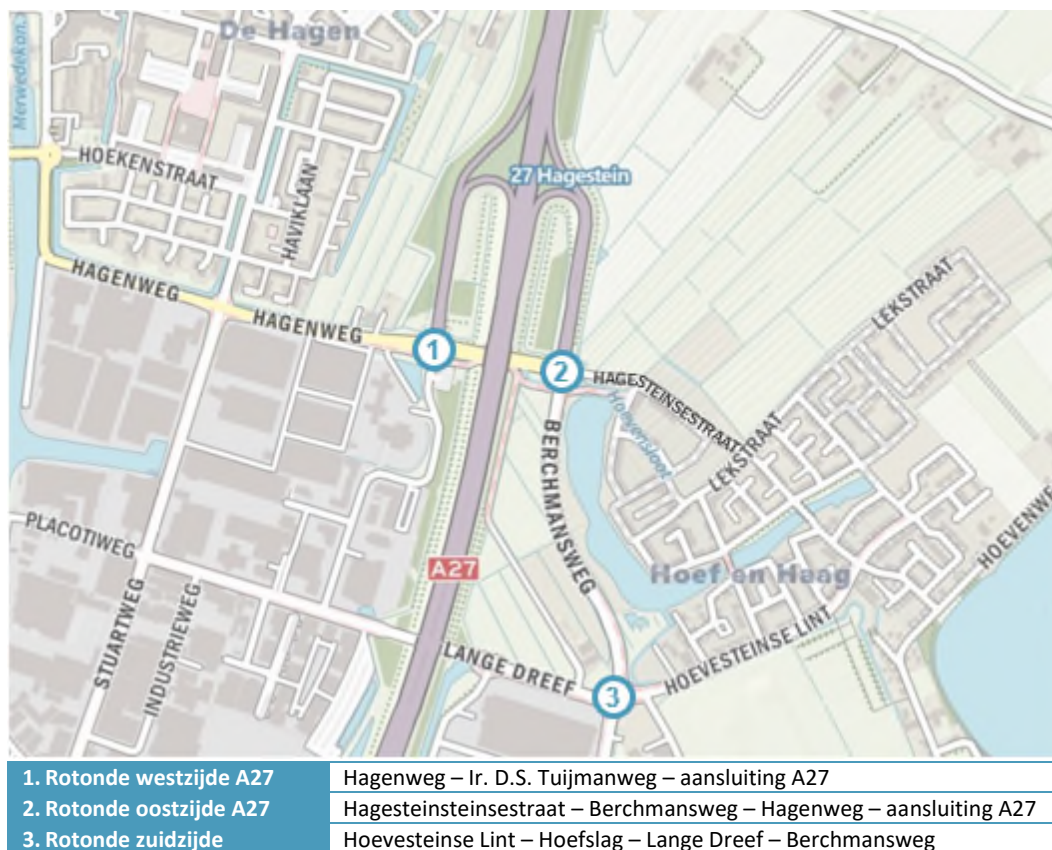 De Hagen
Merwedekan.
HOEKENSTRAAT
27 Hagestein
HAVIKLAAN
HAGENWEG
HAGENWEG
LEKSTRAAT
1
2
HAGESTEINSESTRAAT
BERCHMANSWEG
LEKSTRAAT
PLACOTIWEG
A27
Hoef en Haag
HOEVENWE
STUARTWEG
INDUSTRIEWEG
LANGE DREEF
HOEVESTEINSE LINT
3
1. Rotonde westzijde A27 Hagenweg – Ir. D.S. Tuijmanweg – aansluiting A27
2. Rotonde oostzijde A27 Hagesteinsteinsestraat – Berchmansweg – Hagenweg – aansluiting A27
3. Rotonde zuidzijde Hoevesteinse Lint – Hoefslag – Lange Dreef – Berchmansweg